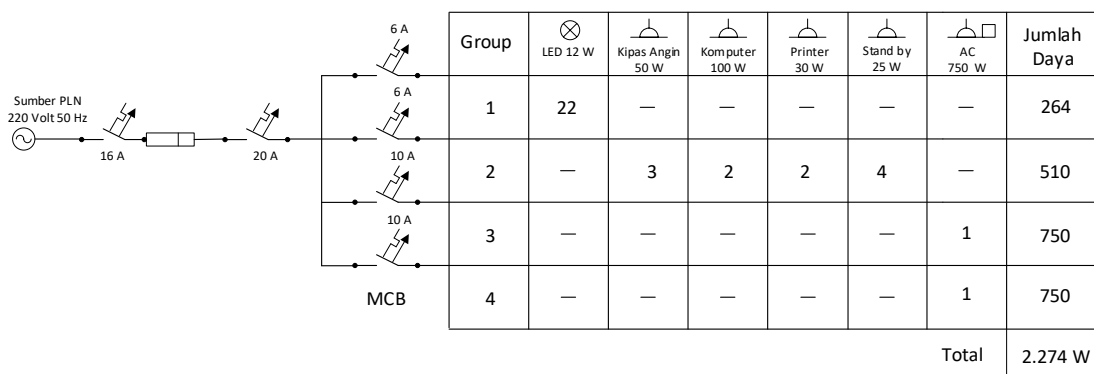 Sumber PLN
220 Volt 50 Hz
16 A
20 A
6 A
6 A
10 A
10 A
MCB
Group
LED 12 W
Kipas Angin
50 W
Komputer
100 W
Printer
30 W
Stand by
25 W
AC
750 W
Jumlah
Daya
1 22 — — — — — 264
2 — 3 2 2 4 — 510
3 — — — — — 1 750
4 — — — — — 1 750
Total 2.274 W